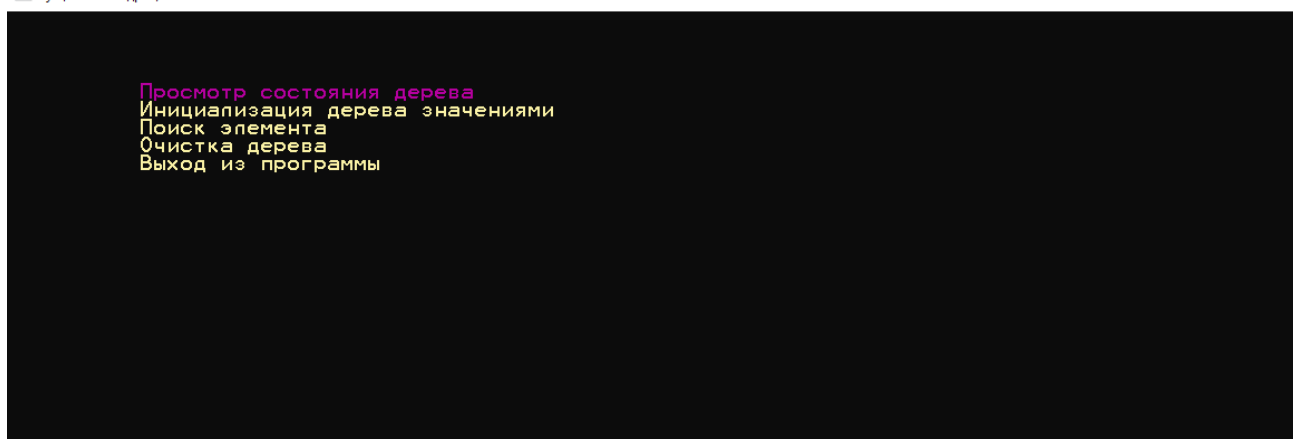 Просмотр состояния дерева
Инициализация дерева значениями
Поиск элемента
Очистка дерева
Выход из программы